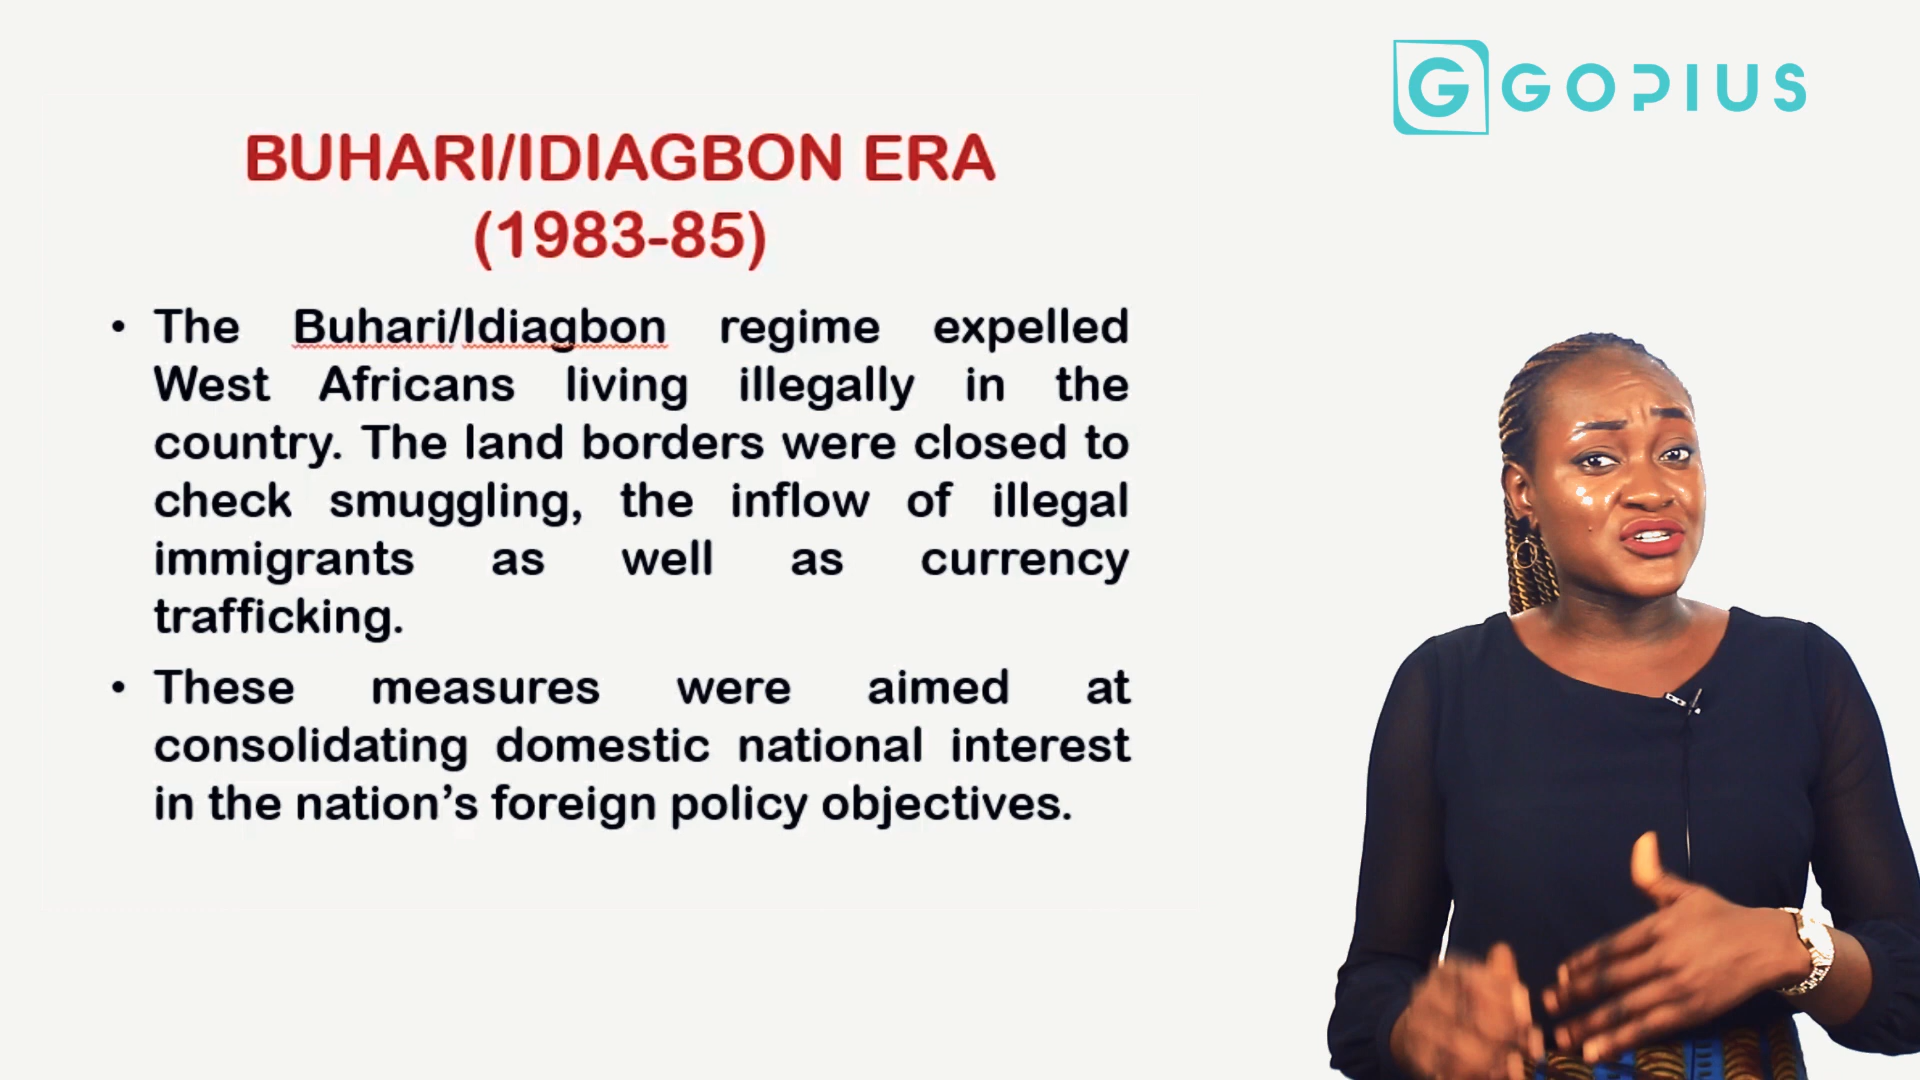 GOPIUS
BUHARI/IDIAGBON ERA
(1983-85)
• The Buhari/Idiagbon regime expelled
West Africans living illegally in the
country. The land borders were closed to
check smuggling, the inflow of illegal
immigrants as well as currency
trafficking.
• These measures were aimed at
consolidating domestic national interest
in the nation's foreign policy objectives.